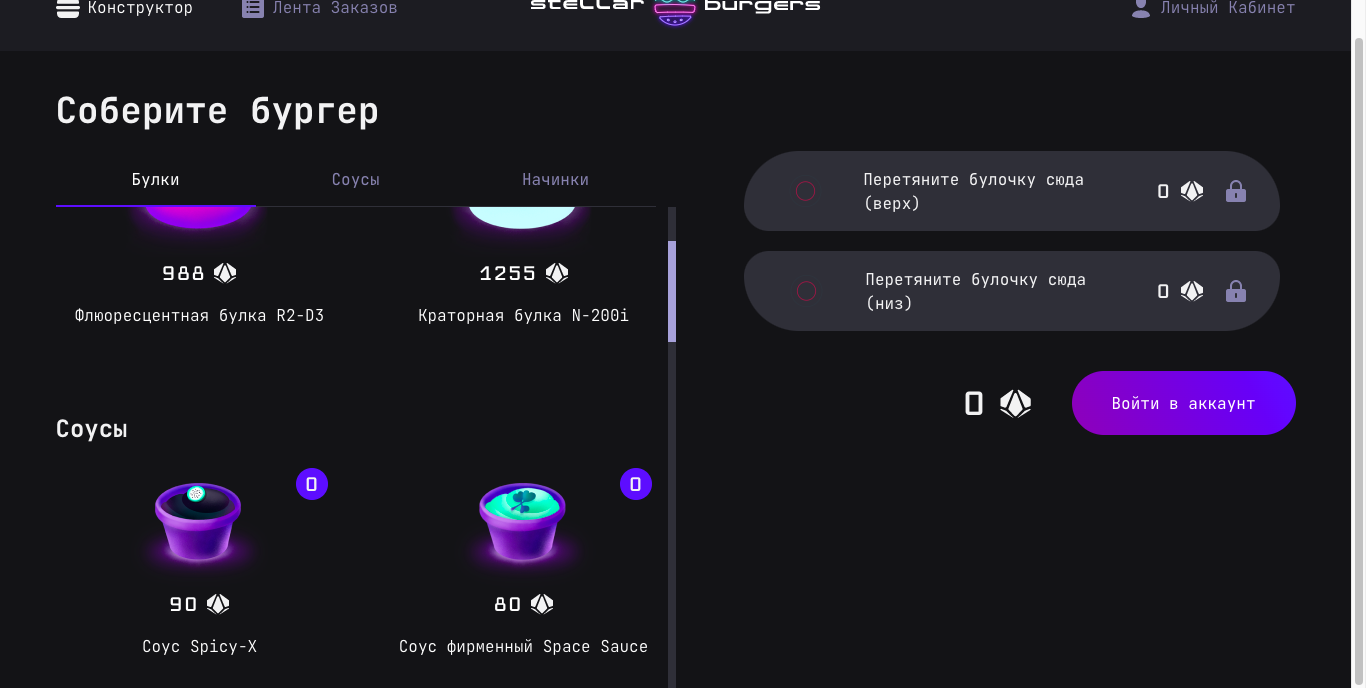 Конструктор
Лента Заказов
stellar burgers
Личный Кабинет
Соберите бургер
Булки
Соусы
Начинки
988
1255
Флюоресцентная булка R2-D3
Краторная булка N-200i
Соусы
0
0
90
80
Соус Spicy-X
Соус фирменный Space Sauce
Перетяните булочку сюда
(верх)
0
Перетяните булочку сюда
(низ)
0
0
Войти в аккаунт